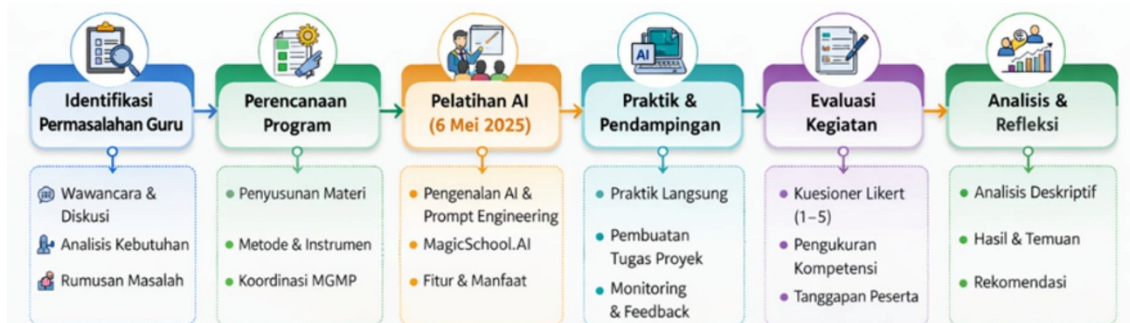 Identifikasi
Permasalahan Guru
Wawancara &
Diskusi
Analisis Kebutuhan
Rumusan Masalah
Perencanaan
Program
Penyusunan Materi
Metode & Instrumen
Koordinasi MGMP
Pelatihan AI
(6 Mei 2025)
Pengenalan AI &
Prompt Engineering
MagicSchool.AI
Fitur & Manfaat
AI
Praktik &
Pendampingan
Praktik Langsung
Pembuatan
Tugas Proyek
Monitoring
& Feedback
Evaluasi
Kegiatan
Kuesioner Likert
(1–5)
Pengukuran
Kompetensi
Tanggapan Peserta
Analisis &
Refleksi
Analisis Deskriptif
Hasil & Temuan
Rekomendasi